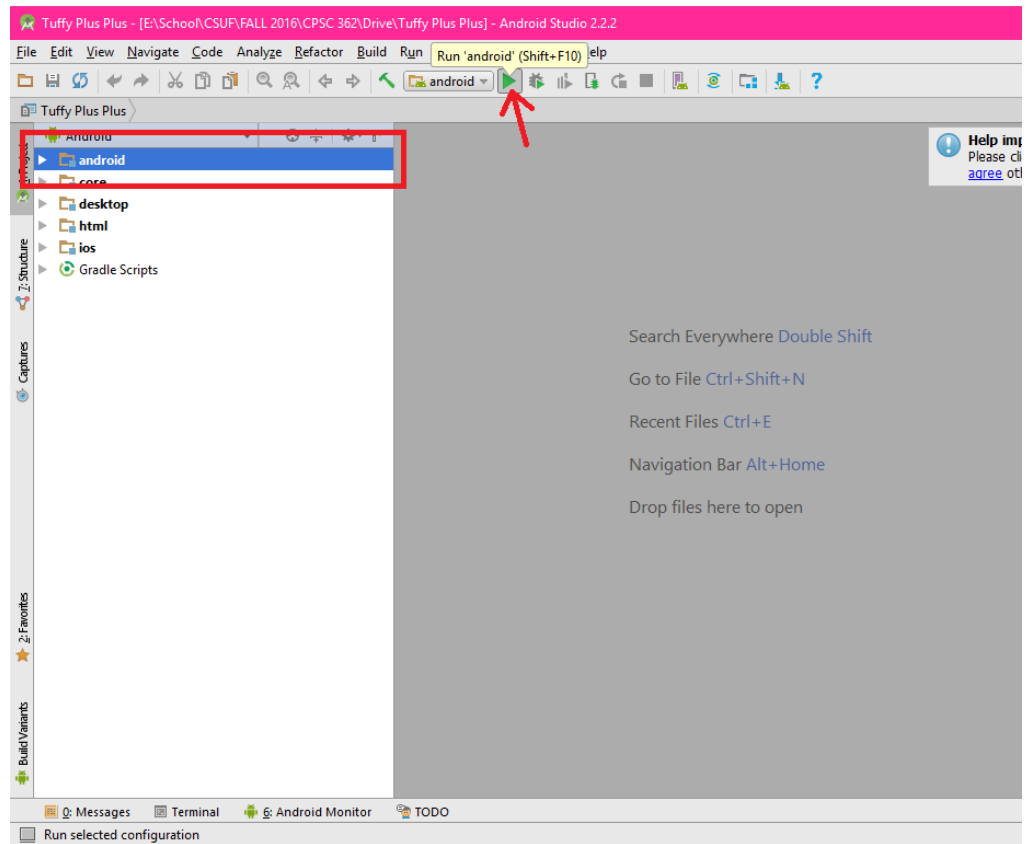 Tuffy Plus Plus - [E:\School\CSUF\FALL 2016\CPSC 362\Drive\Tuffy Plus Plus] - Android Studio 2.2.2
File Edit View Navigate Code Analyze Refactor Build Run elp
Run 'android' (Shift+F10)
android
Tuffy Plus Plus
Android
android
core
desktop
html
ios
Gradle Scripts
Project
7: Structure
Captures
2: Favorites
Build Variants
Help imp
Please cli
agree oth
Search Everywhere Double Shift
Go to File Ctrl+Shift+N
Recent Files Ctrl+E
Navigation Bar Alt+Home
Drop files here to open
0: Messages Terminal 6: Android Monitor TODO
Run selected configuration